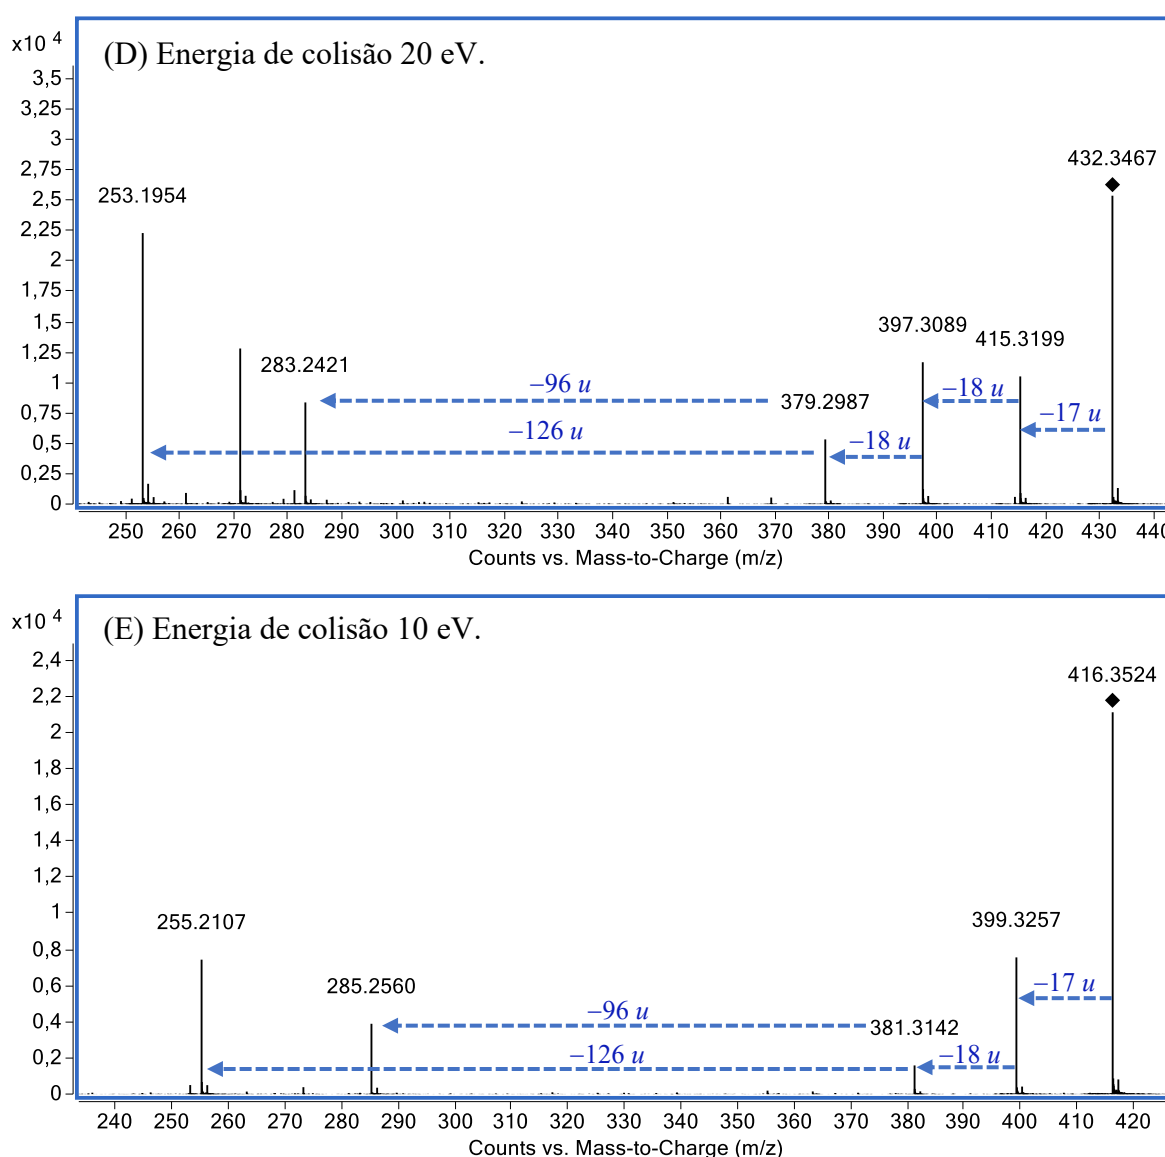 x10 4
(D) Energia de colisão 20 eV.
3,5
3,25
3
2,75
2,5
2,25
2
1,75
1,5
1,25
1
0,75
0,5
0,25
0
432.3467
253.1954
397.3089
415.3199
283.2421
379.2987
–96 u
–18 u
–17 u
–126 u
–18 u
250 260 270 280 290 300 310 320 330 340 350 360 370 380 390 400 410 420 430 440
Counts vs. Mass-to-Charge (m/z)
x10 4
(E) Energia de colisão 10 eV.
2,4
2,2
2
1,8
1,6
1,4
1,2
1
0,8
0,6
0,4
0,2
0
416.3524
255.2107
399.3257
285.2560
–17 u
–96 u
381.3142
–126 u
–18 u
240 250 260 270 280 290 300 310 320 330 340 350 360 370 380 390 400 410 420
Counts vs. Mass-to-Charge (m/z)